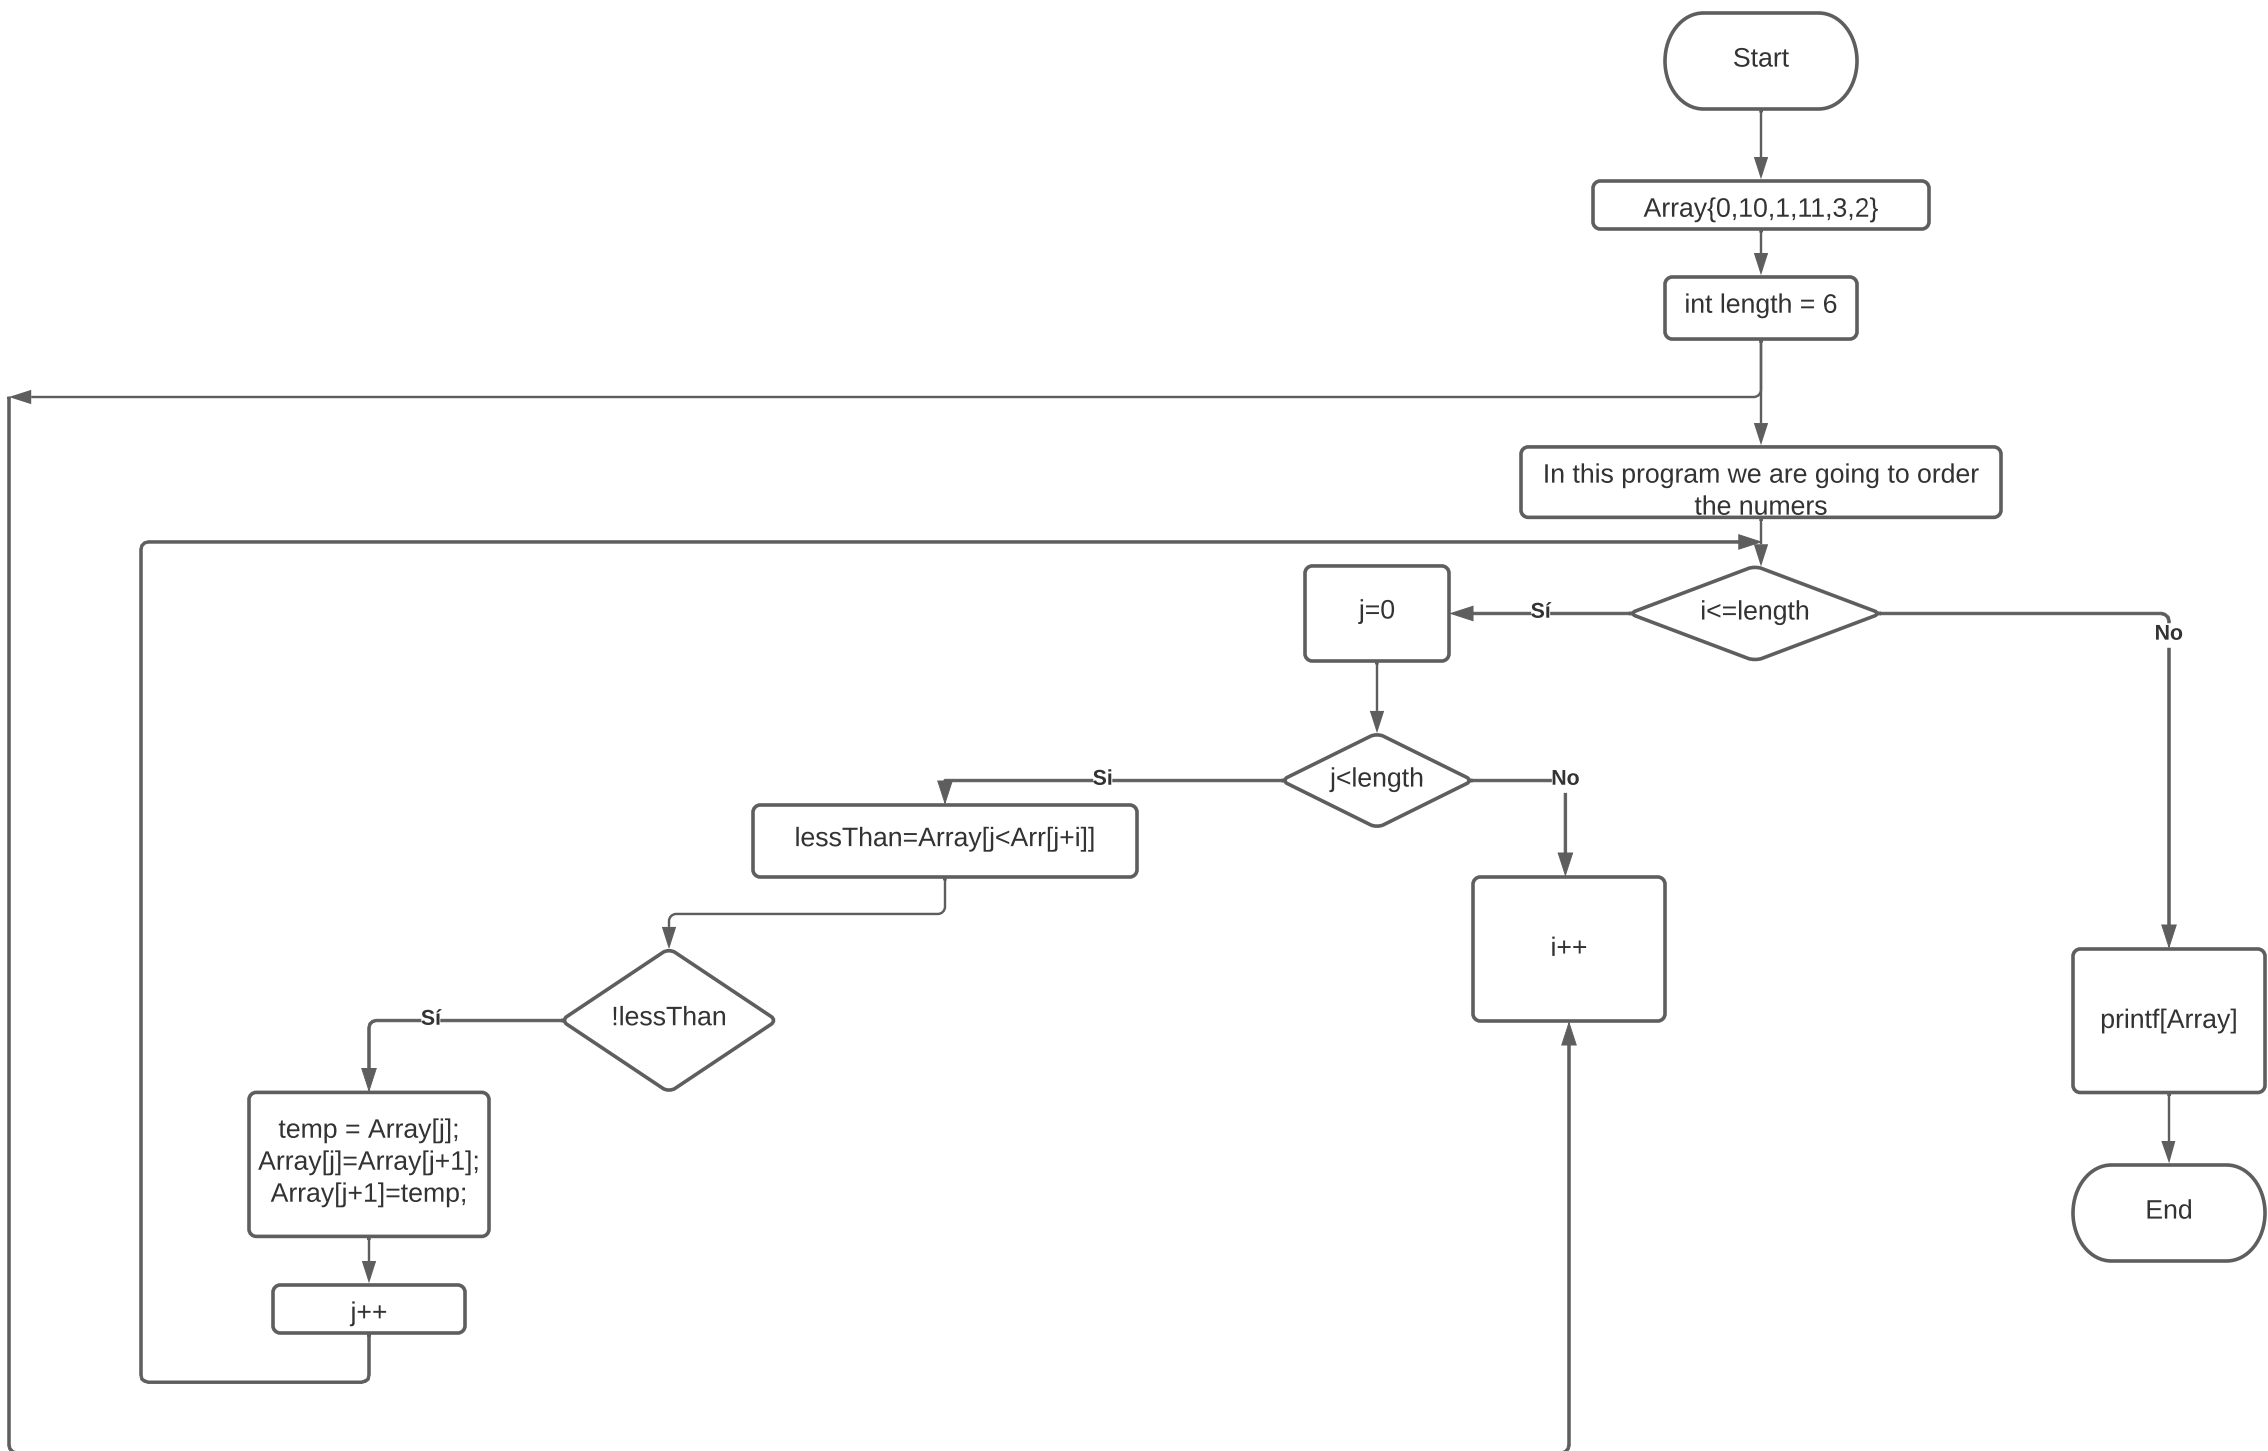 Start
Array{0,10,1,11,3,2}
int length = 6
In this program we are going to order
the numers
j=0
Sí
i<=length
No
Si
j<length
No
lessThan=Array[j<Arr[j+i]]
i++
Sí
!lessThan
printf[Array]
temp = Array[j];
Array[j]=Array[j+1];
Array[j+1]=temp;
End
j++